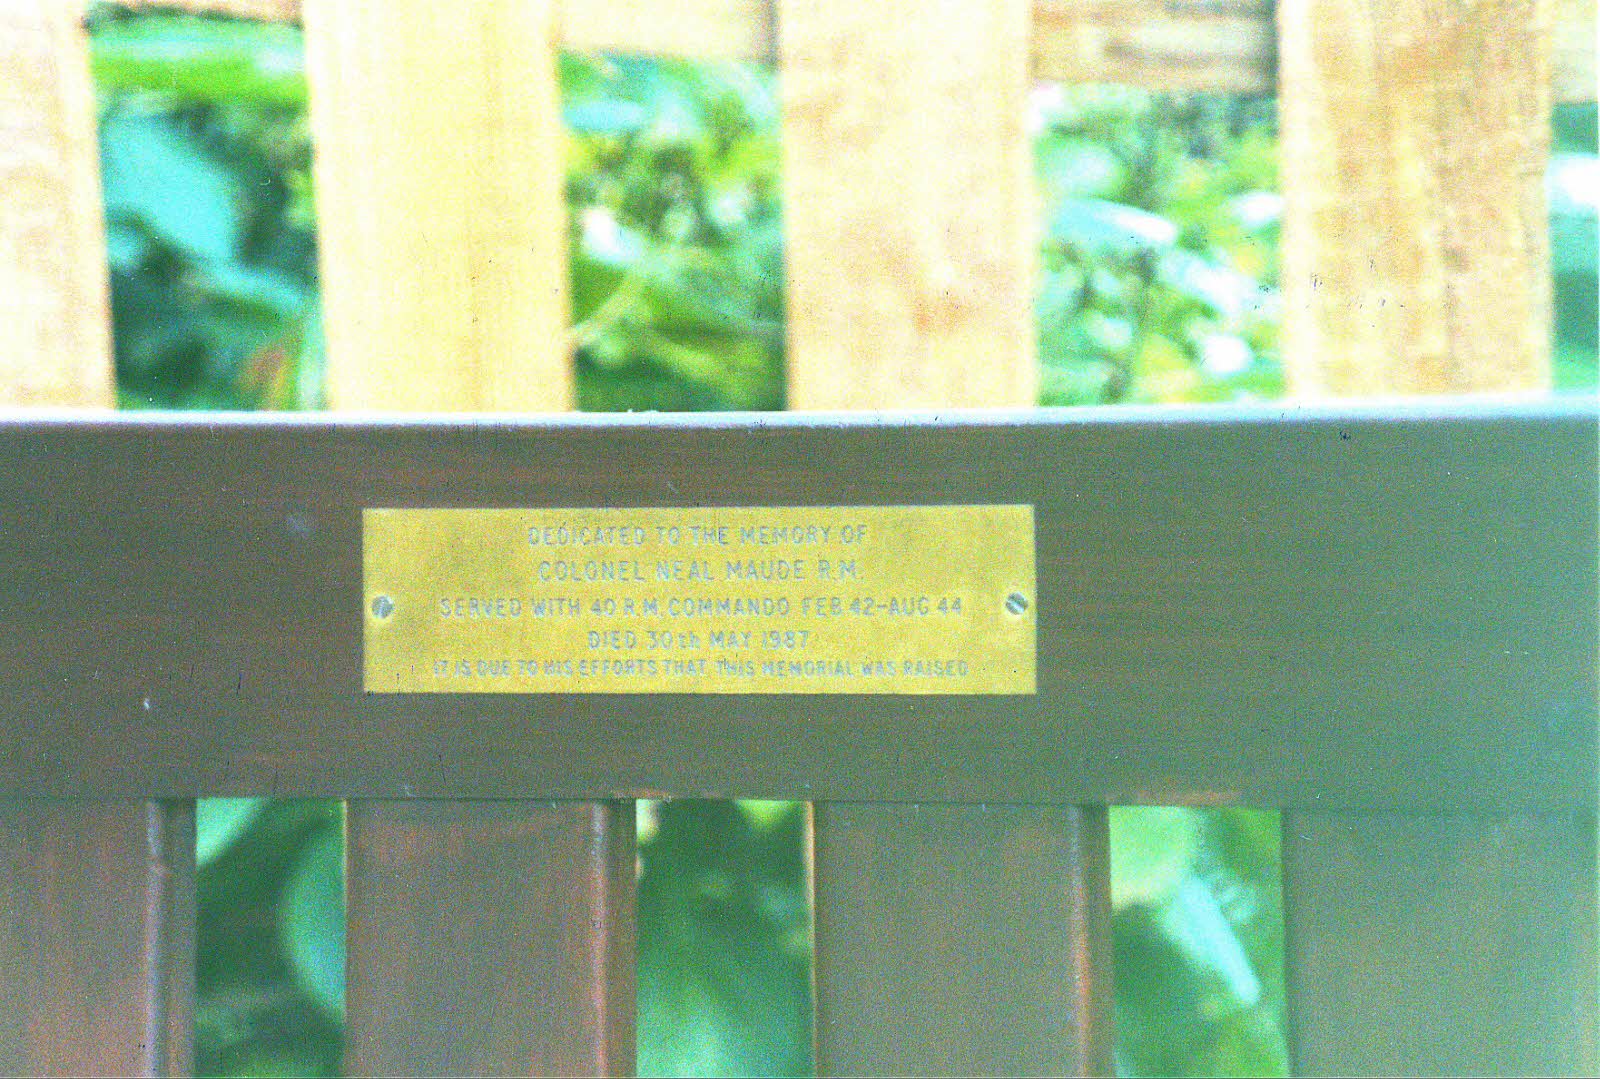 DEDICATED TO THE MEMORY OF
COLONEL NEAL MAUDE R.M.
SERVED WITH 40 R.M. COMMANDO FEB 42-AUG 44
DIED 30th MAY 1987
IT IS DUE TO HIS EFFORTS THAT THIS MEMORIAL WAS RAISED